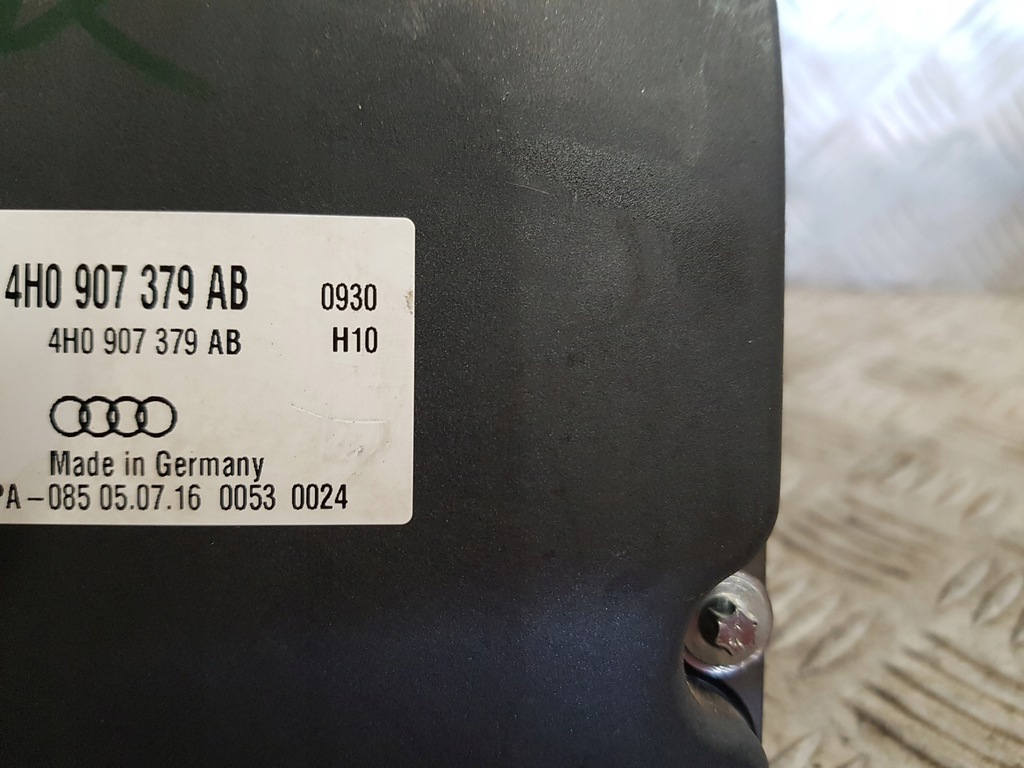 4H0 907 379 AB 0930
4H0 907 379 AB H10
Made in Germany
PA-085 05.07.16 0053 0024